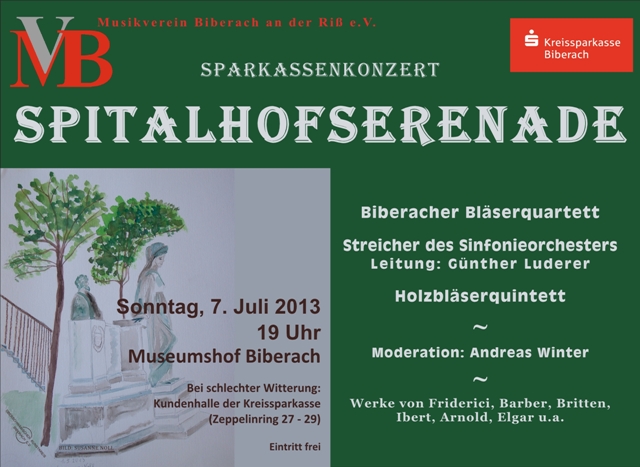 MVB
Musikverein Biberach an der Riß e.V.
Kreissparkasse
Biberach
SPARKASSENKONZERT
SPITALHOFSERENADE
Sonntag, 7. Juli 2013
19 Uhr
Museumshof Biberach
Bei schlechter Witterung:
Kundenhalle der Kreissparkasse
(Zeppelinring 27 - 29)
Eintritt frei
Biberacher Bläserquartett
Streicher des Sinfonieorchesters
Leitung: Günther Luderer
Holzbläserquintett
~
Moderation: Andreas Winter
~
Werke von Friderici, Barber, Britten,
Ibert, Arnold, Elgar u.a.